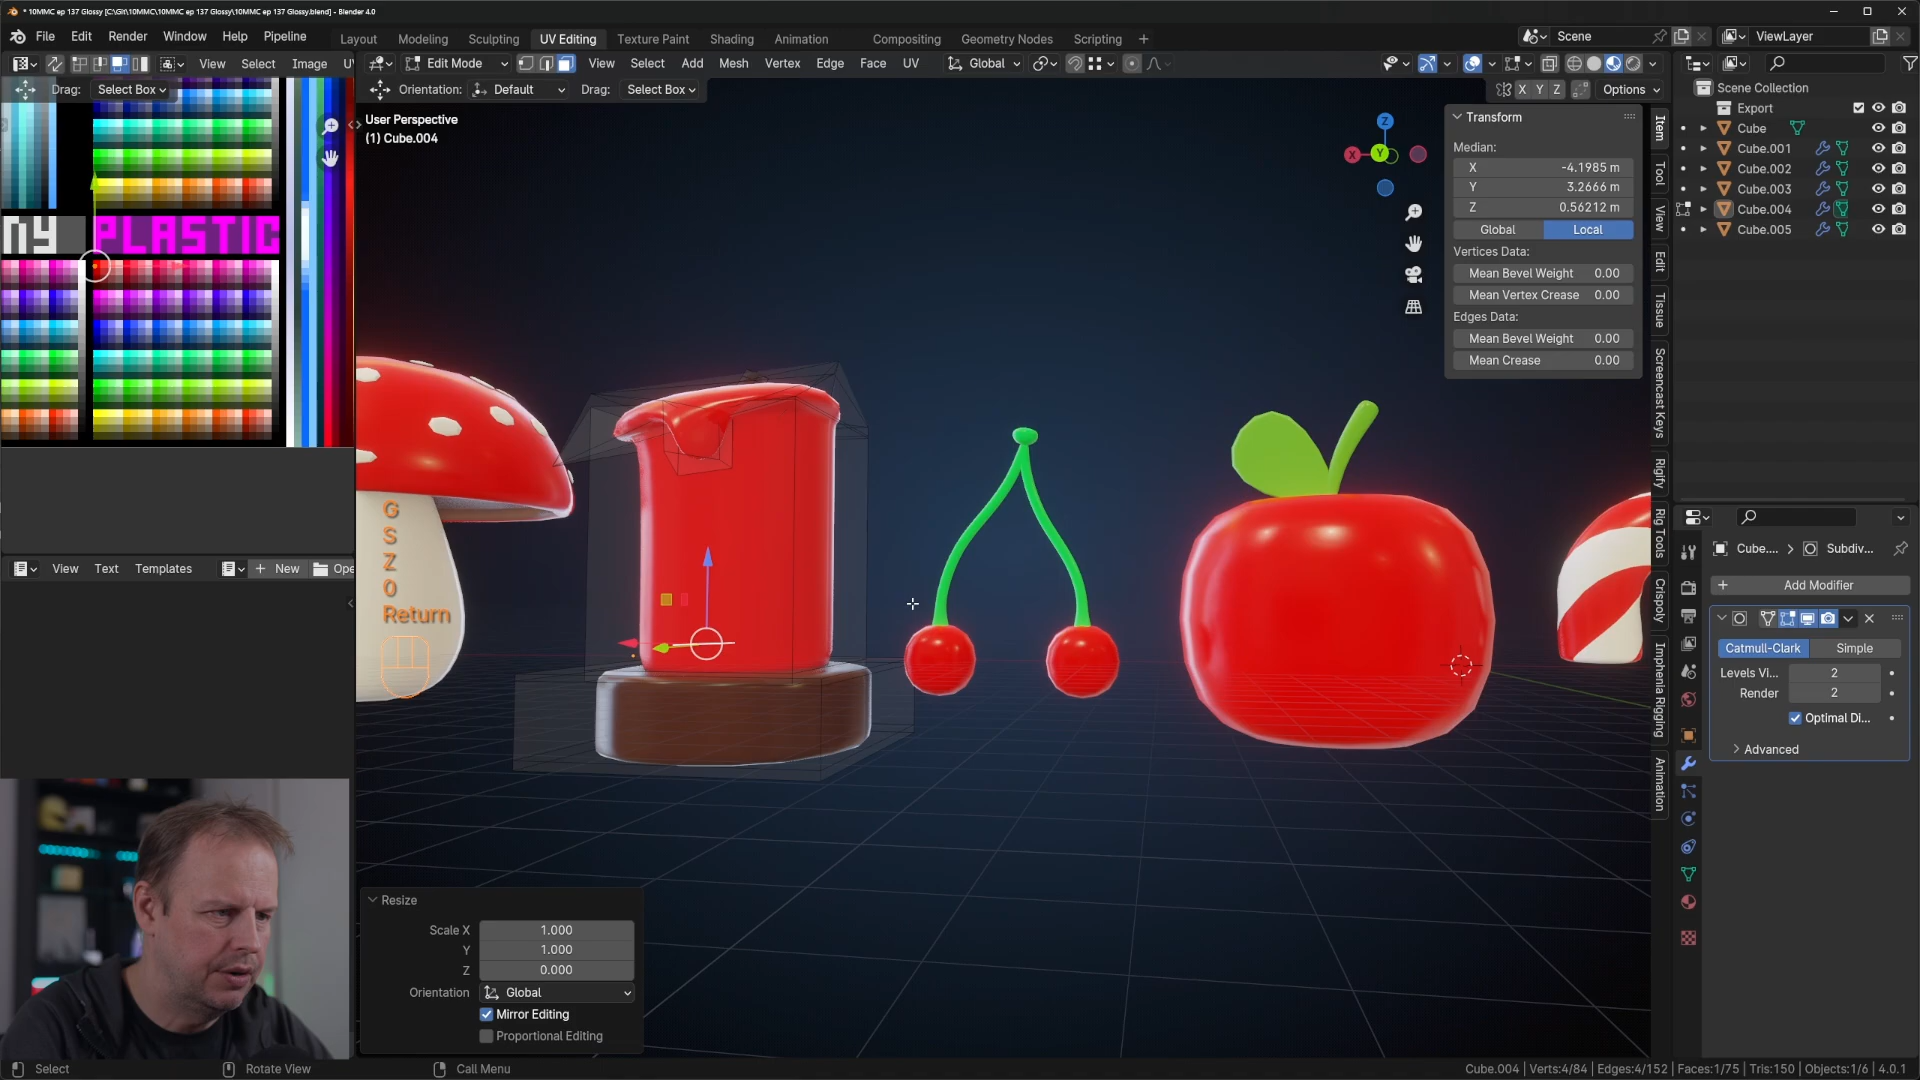 * 10MMC ep 137 Glossy [C:\Git\10MMC\10MMC ep 137 Glossy\10MMC ep 137 Glossy.blend] - Blender 4.0
File Edit Render Window Help Pipeline
Layout Modeling Sculpting UV Editing Texture Paint Shading Animation Compositing Geometry Nodes Scripting +
Scene
ViewLayer
View Select Image U
Edit Mode View Select Add Mesh Vertex Edge Face UV
Global
Drag: Select Box
Orientation: Default Drag: Select Box
X Y Z Options
User Perspective
(1) Cube.004
Z
X
Y
NY PLASTIC
Transform
Median:
X -4.1985 m
Y 3.2666 m
Z 0.56212 m
Global Local
Vertices Data:
Mean Bevel Weight 0.00
Mean Vertex Crease 0.00
Edges Data:
Mean Bevel Weight 0.00
Mean Crease 0.00
Item
Tool
View
Edit
Tissue
Screencast Keys
Rigify
Rig Tools
Crispoly
Imphenia Rigging
Animation
Scene Collection
Export
Cube
Cube.001
Cube.002
Cube.003
Cube.004
Cube.005
Cube.... > Subdiv...
+ Add Modifier
Catmull-Clark Simple
Levels Vi... 2
Render 2
Optimal Di...
Advanced
View Text Templates + New Ope
G
S
Z
0
Return
Resize
Scale X 1.000
Y 1.000
Z 0.000
Orientation Global
Mirror Editing
Proportional Editing
Select Rotate View Call Menu
Cube.004 | Verts:4/84 | Edges:4/152 | Faces:1/75 | Tris:150 | Objects:1/6 | 4.0.1